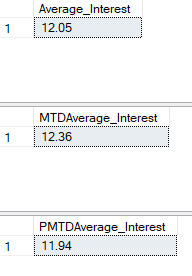 Average_Interest
1 12.05
MTDAverage_Interest
1 12.36
PMTDAverage_Interest
1 11.94